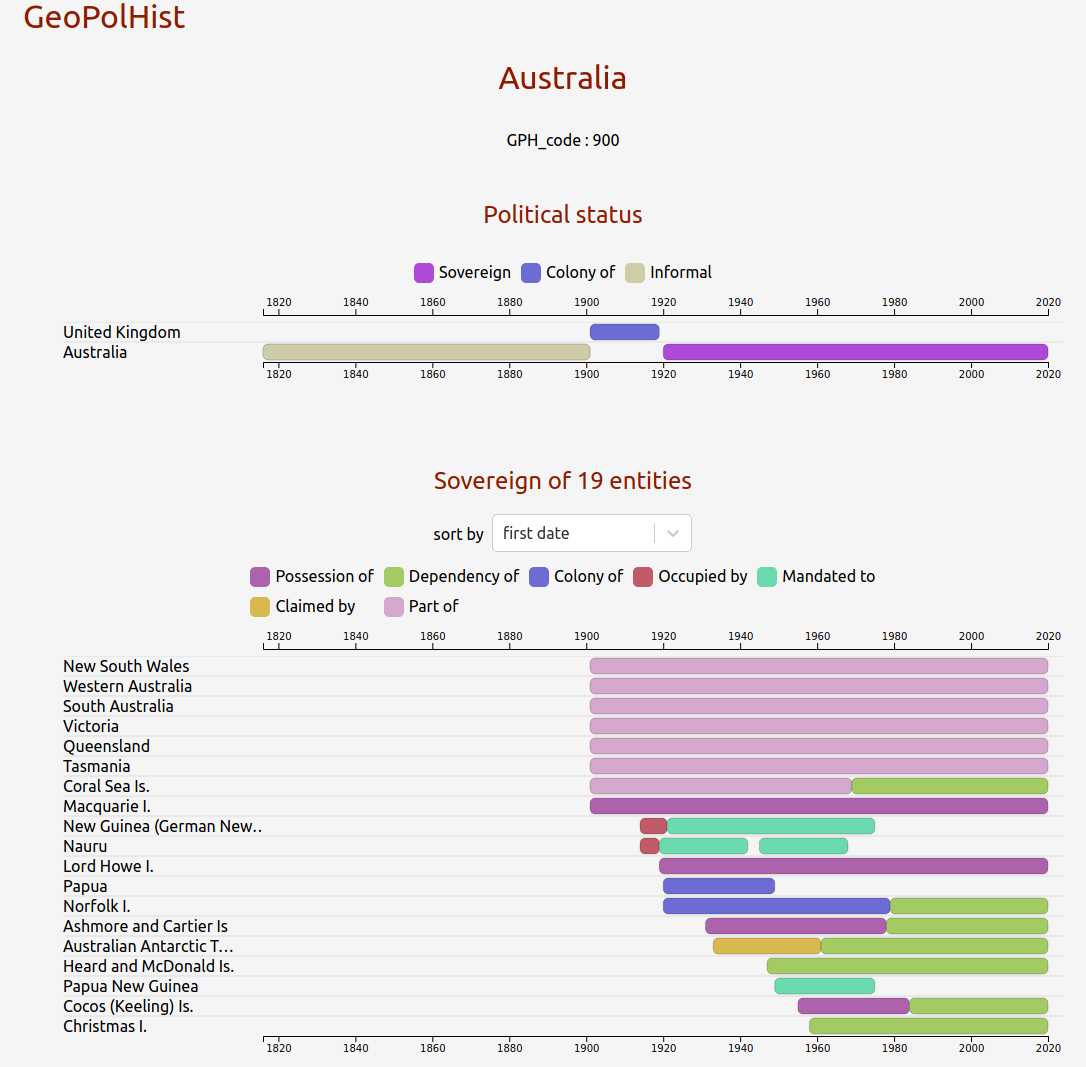 GeoPolHist
Australia
GPH_code : 900
Political status
Sovereign Colony of Informal
1820 1840 1860 1880 1900 1920 1940 1960 1980 2000 2020
United Kingdom
Australia
1820 1840 1860 1880 1900 1920 1940 1960 1980 2000 2020
Sovereign of 19 entities
sort by first date
Possession of Dependency of Colony of Occupied by Mandated to
Claimed by Part of
1820 1840 1860 1880 1900 1920 1940 1960 1980 2000 2020
New South Wales
Western Australia
South Australia
Victoria
Queensland
Tasmania
Coral Sea Is.
Macquarie I.
New Guinea (German New…
Nauru
Lord Howe I.
Papua
Norfolk I.
Ashmore and Cartier Is
Australian Antarctic T…
Heard and McDonald Is.
Papua New Guinea
Cocos (Keeling) Is.
Christmas I.
1820 1840 1860 1880 1900 1920 1940 1960 1980 2000 2020